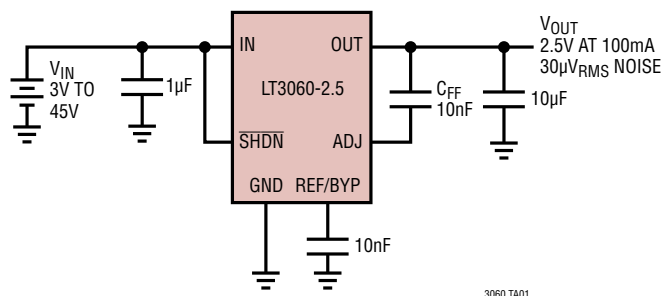 V_IN
3V TO
45V
1µF
IN
OUT
LT3060-2.5
SHDN
ADJ
GND
REF/BYP
C_FF
10nF
10µF
V_OUT
2.5V AT 100mA
30µV_RMS NOISE
10nF
3060 TA01